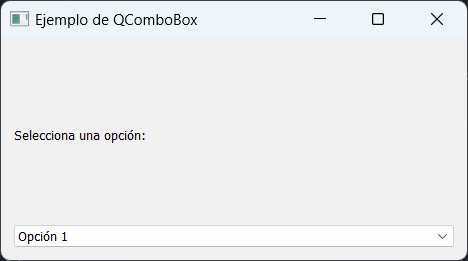 Ejemplo de QComboBox
Selecciona una opción:
Opción 1